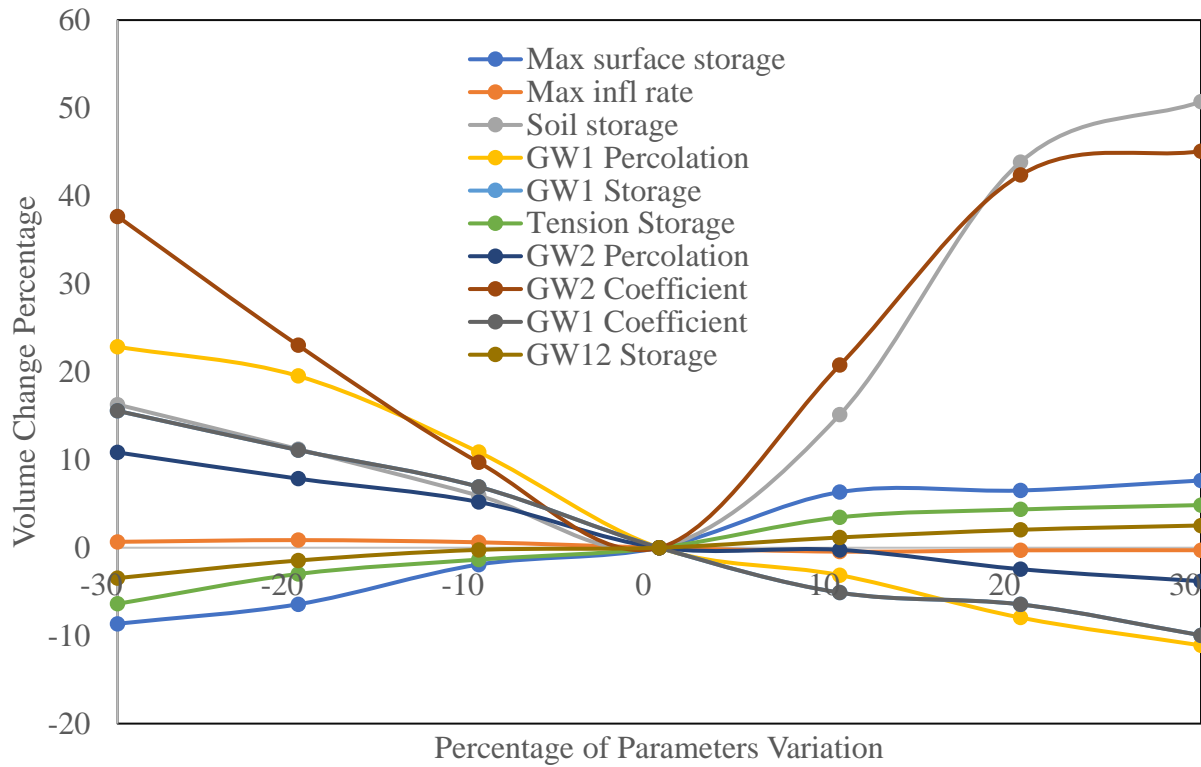 60
50
40
30
20
10
0
-10
-20
Volume Change Percentage
Max surface storage
Max infl rate
Soil storage
GW1 Percolation
GW1 Storage
Tension Storage
GW2 Percolation
GW2 Coefficient
GW1 Coefficient
GW12 Storage
-30 -20 -10 0 10 20 30
Percentage of Parameters Variation